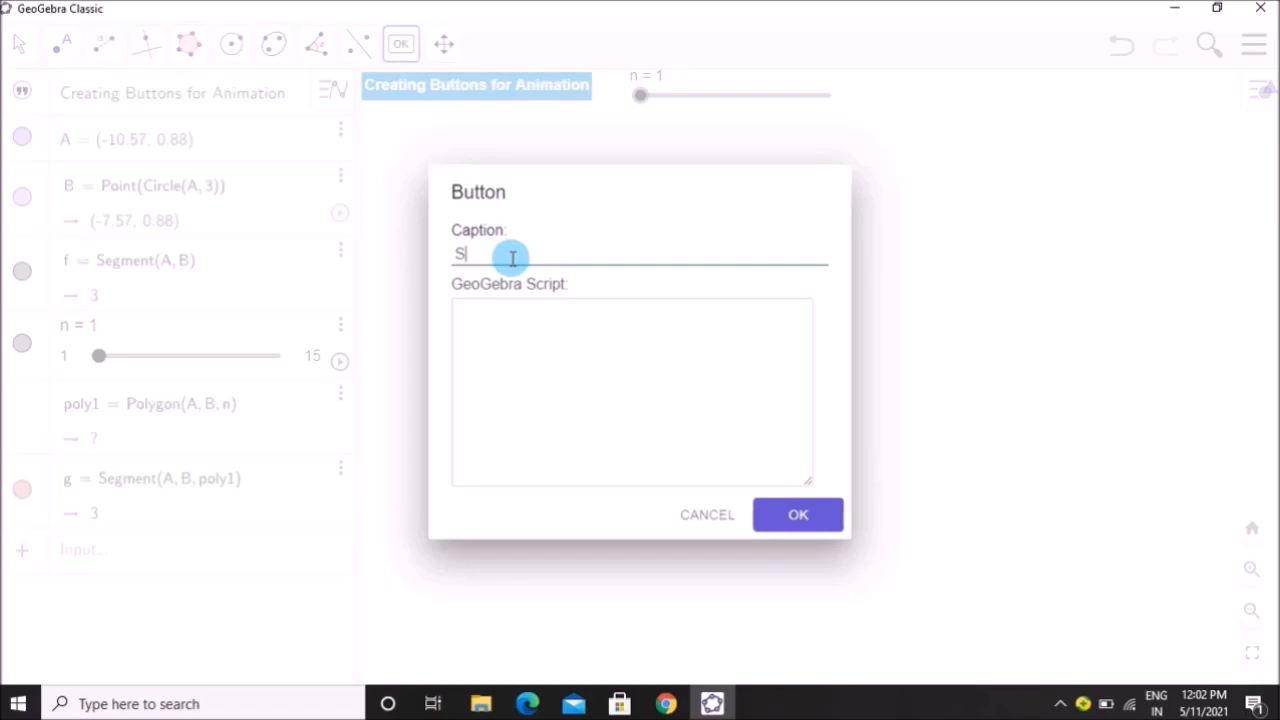 GeoGebra Classic
OK
Creating Buttons for Animation
Creating Buttons for Animation
n = 1
A = (-10.57, 0.88)
B = Point(Circle(A, 3))
→ (-7.57, 0.88)
f = Segment(A, B)
→ 3
n = 1
1 15
poly1 = Polygon(A, B, n)
→ ?
g = Segment(A, B, poly1)
→ 3
Input...
Button
Caption:
S
GeoGebra Script:
CANCEL OK
Type here to search
ENG
IN
12:02 PM
5/11/2021
1